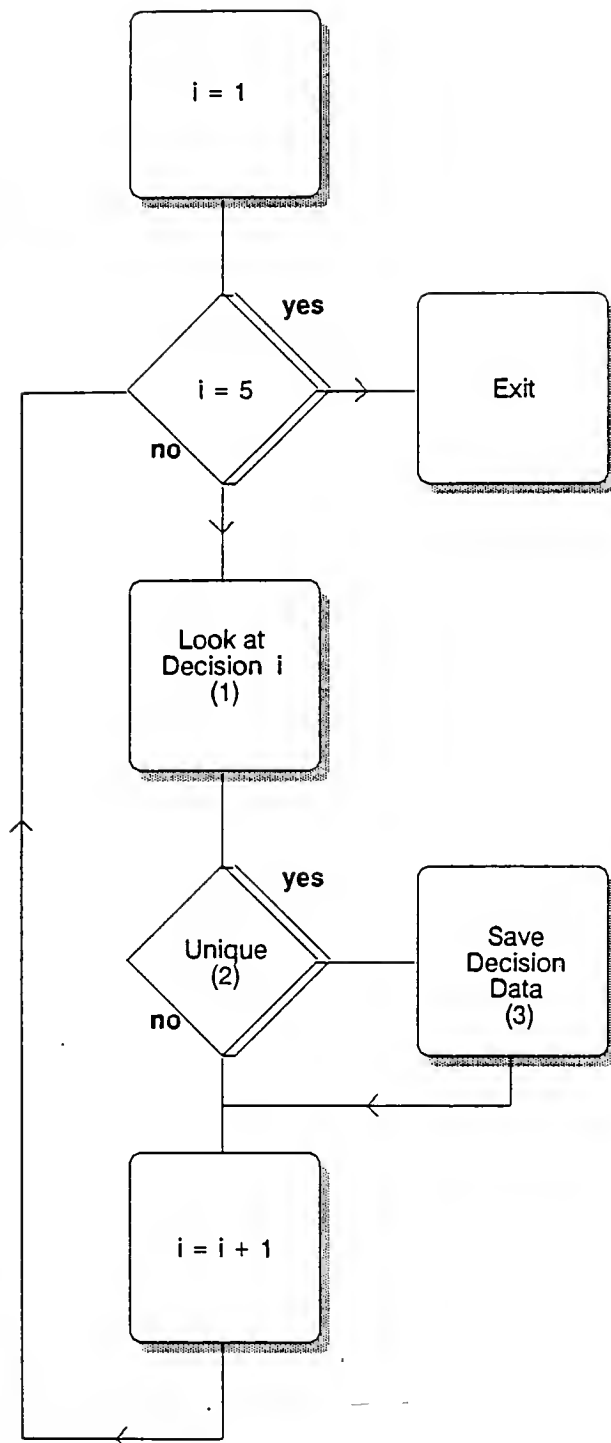 i = 1
yes
i = 5
Exit
no
Look at
Decision i
(1)
yes
Unique
(2)
Save
Decision
Data
(3)
no
i = i + 1